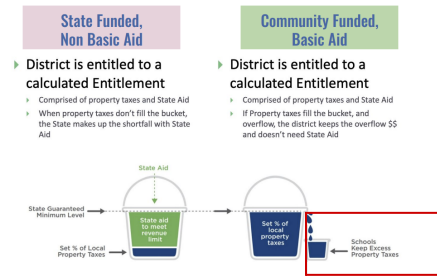 State Funded,
Non Basic Aid
District is entitled to a
calculated Entitlement
Comprised of property taxes and State Aid
When property taxes don't fill the bucket,
the State makes up the shortfall with State
Aid
Community Funded,
Basic Aid
District is entitled to a
calculated Entitlement
Comprised of property taxes and State Aid
If Property taxes fill the bucket, and
overflow, the district keeps the overflow $$
and doesn't need State Aid
State Aid
State Guaranteed
Minimum Level
State aid
to meet
revenue
limit
Set % of Local
Property Taxes
Set % of
local
property
taxes
Schools
Keep Excess
Property Taxes